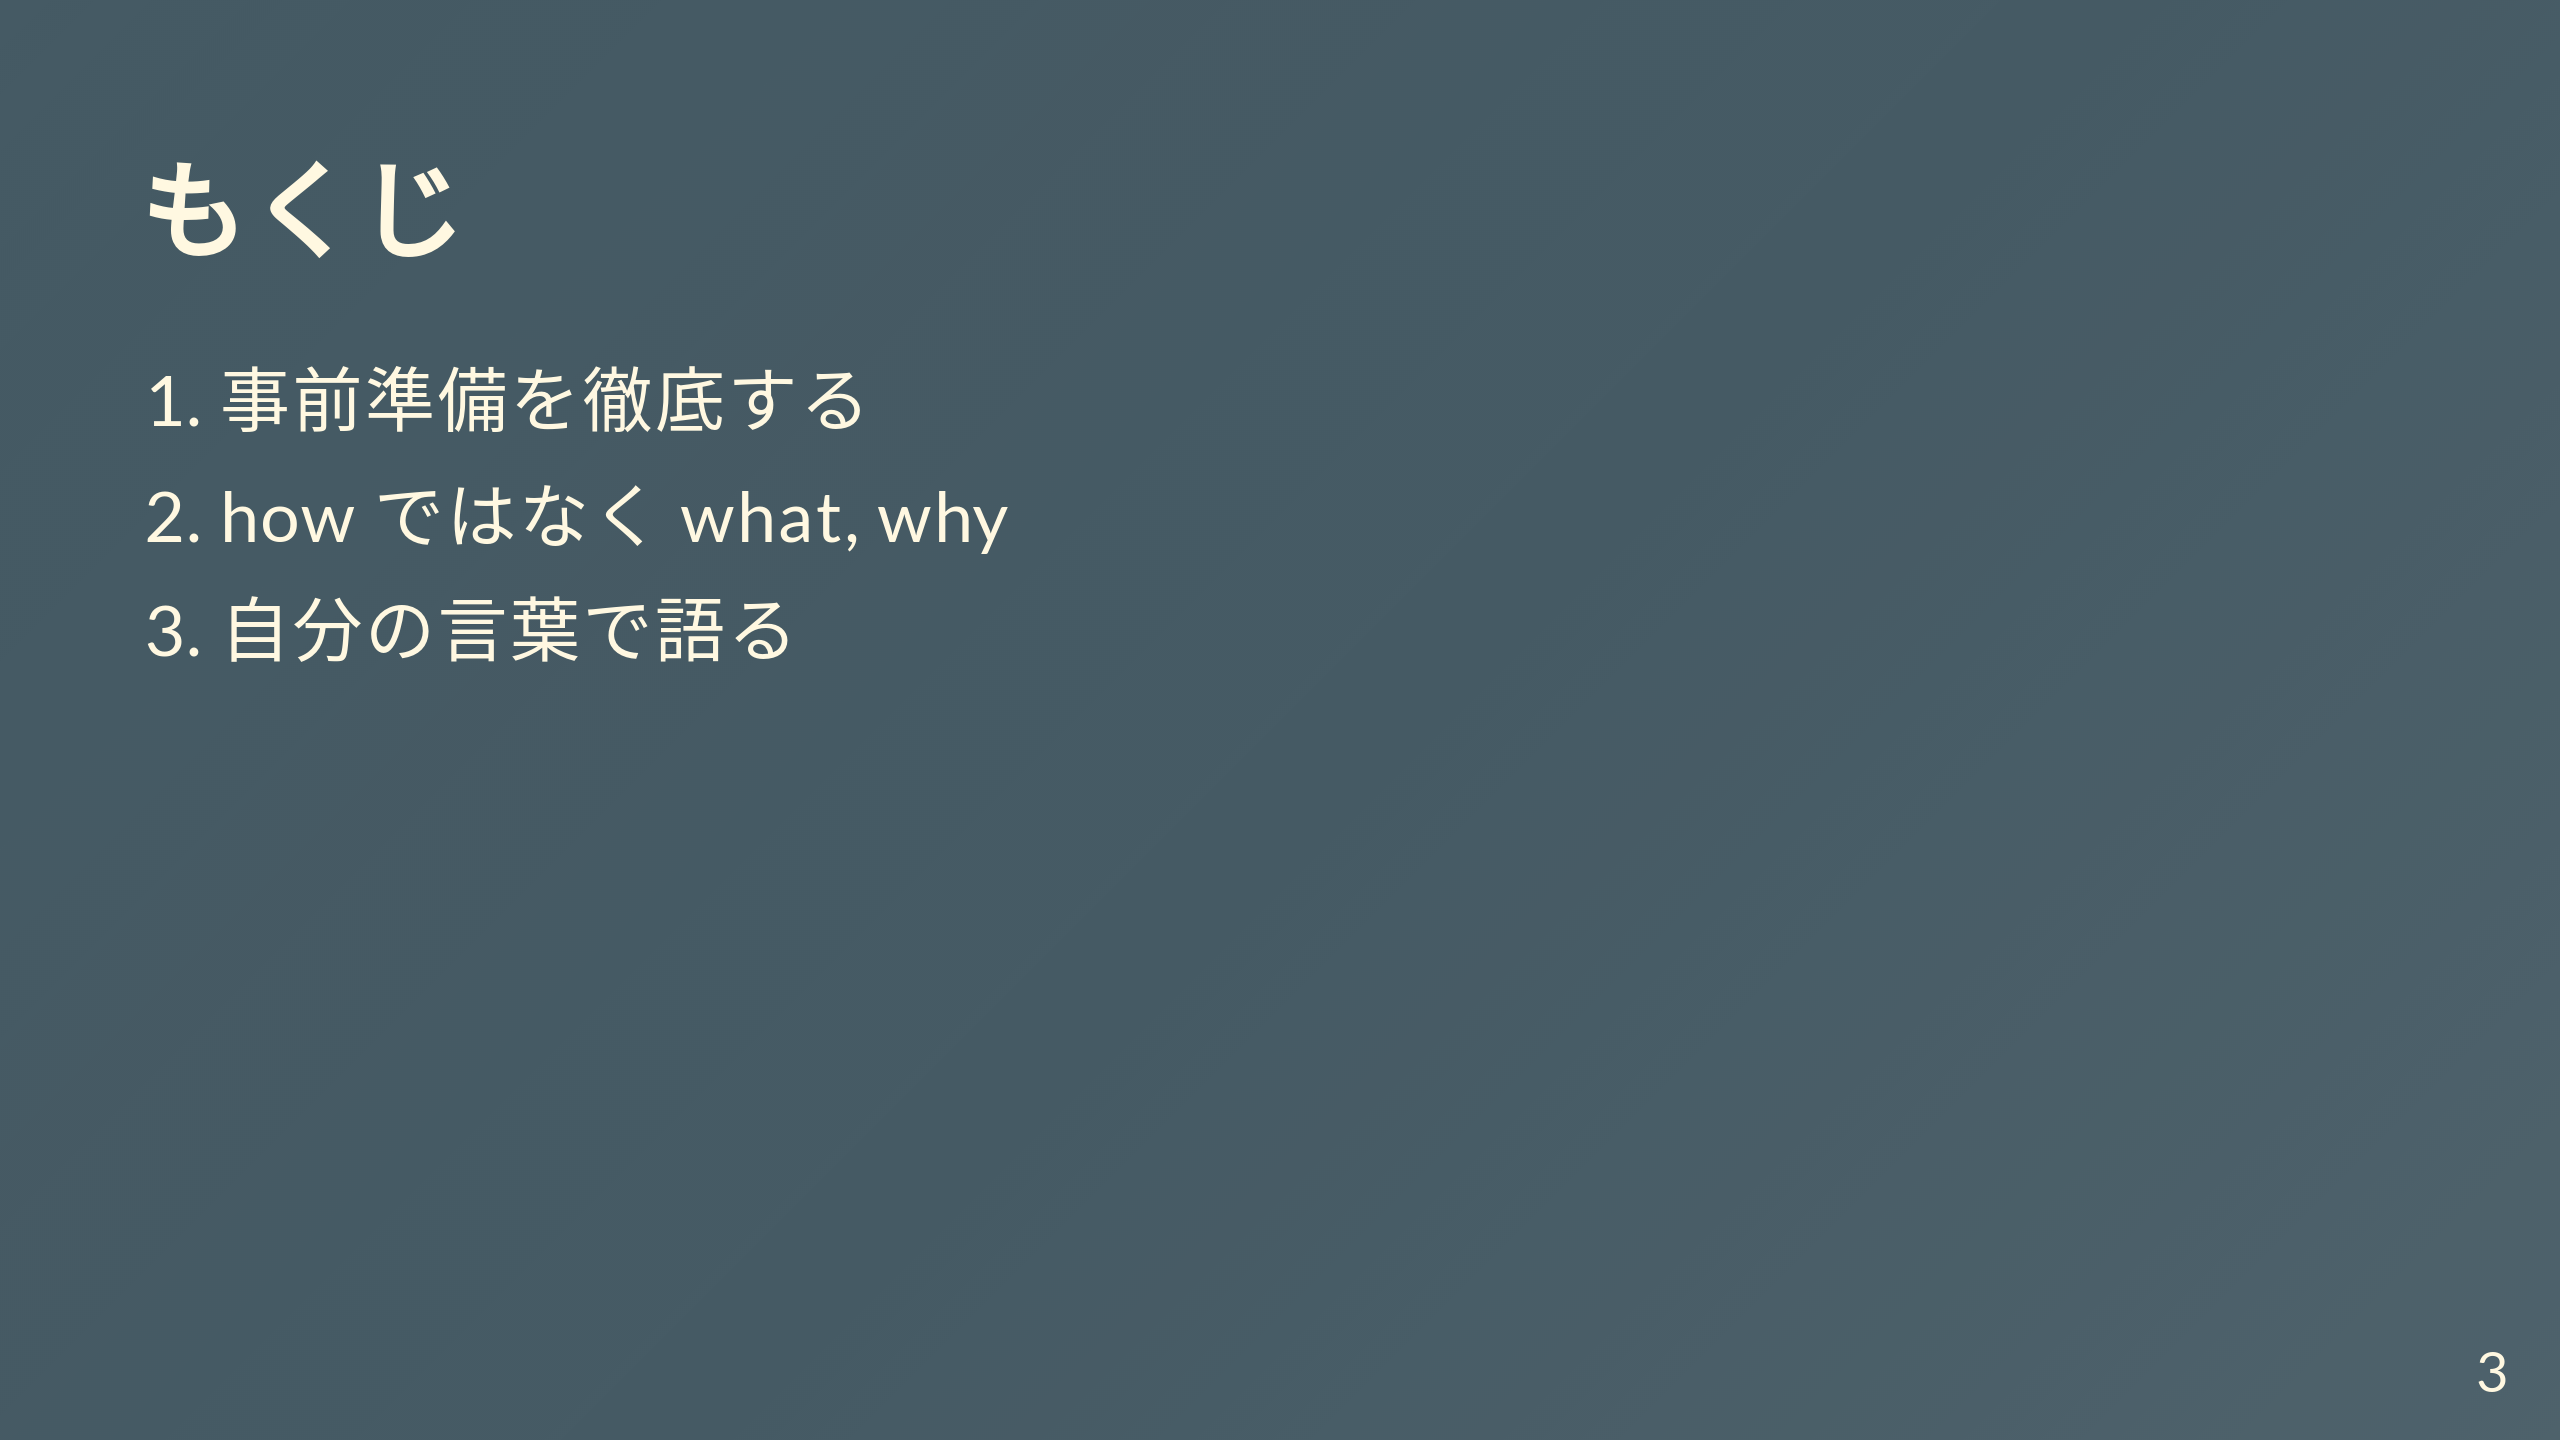 もくじ
1. 事前準備を徹底する
2. how ではなく what, why
3. 自分の言葉で語る
3